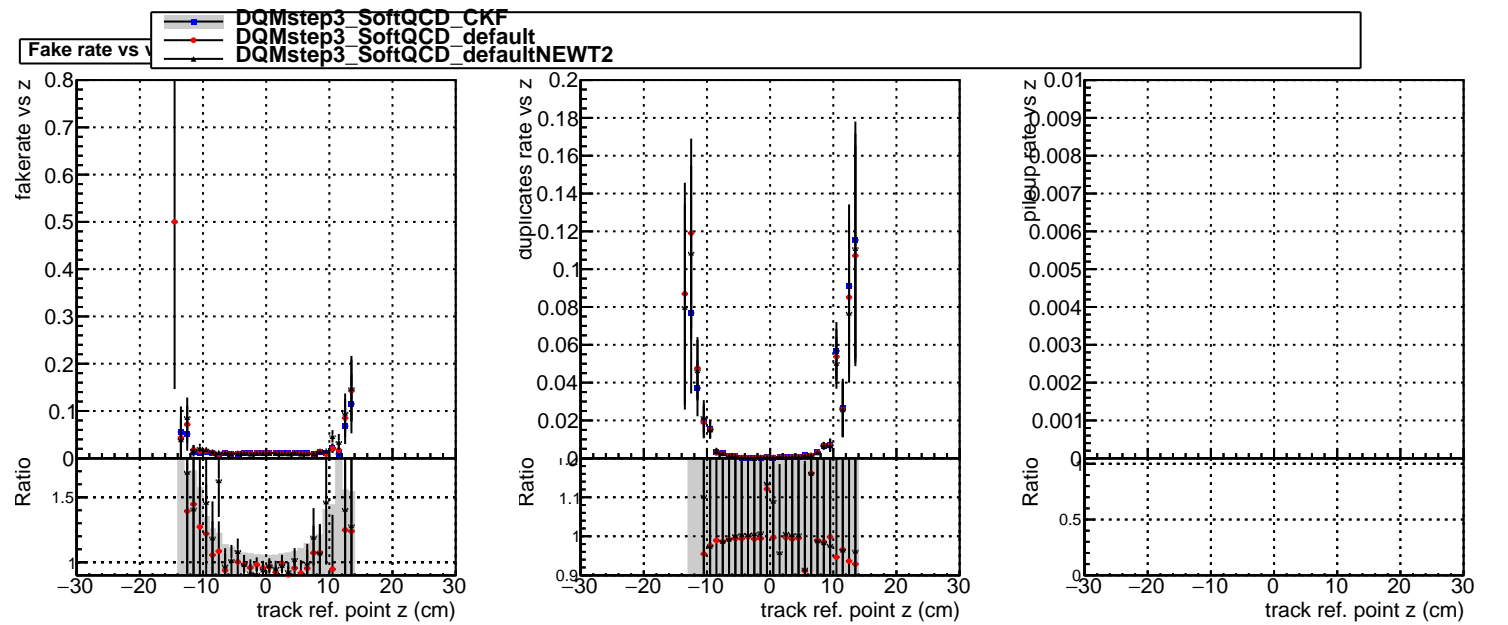 DQMstep3_SoftQCD_CKF
DQMstep3_SoftQCD_default
DQMstep3_SoftQCD_defaultNEWT2
Fake rate vs v
fakerate vs z
0.8
0.7
0.6
0.5
0.4
0.3
0.2
0.1
0
Ratio
1.5
1
−30 −20 −10 0 10 20 30
track ref. point z (cm)
duplicates rate vs z
0.2
0.18
0.16
0.14
0.12
0.1
0.08
0.06
0.04
0.02
Ratio
1.1
1
0.9
−30 −20 −10 0 10 20 30
track ref. point z (cm)
pileup rate vs z
0.01
0.009
0.008
0.007
0.006
0.005
0.004
0.003
0.002
0.001
Ratio
0.5
0
−30 −20 −10 0 10 20 30
track ref. point z (cm)